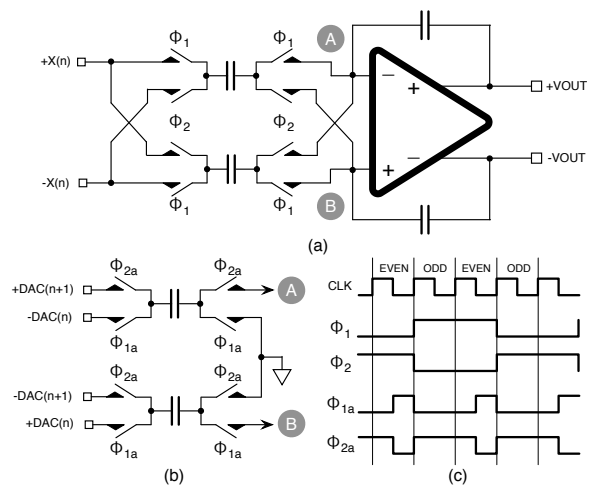 Φ1 Φ1 A
+X(n) − +
+VOUT
Φ2 Φ2
-X(n) + −
-VOUT
Φ1 Φ1 B
(a)
Φ2a Φ2a
+DAC(n+1) A
-DAC(n)
Φ1a Φ1a
Φ2a Φ2a
-DAC(n+1)
+DAC(n) B
Φ1a Φ1a
(b)
EVEN ODD EVEN ODD
CLK
Φ1
Φ2
Φ1a
Φ2a
(c)